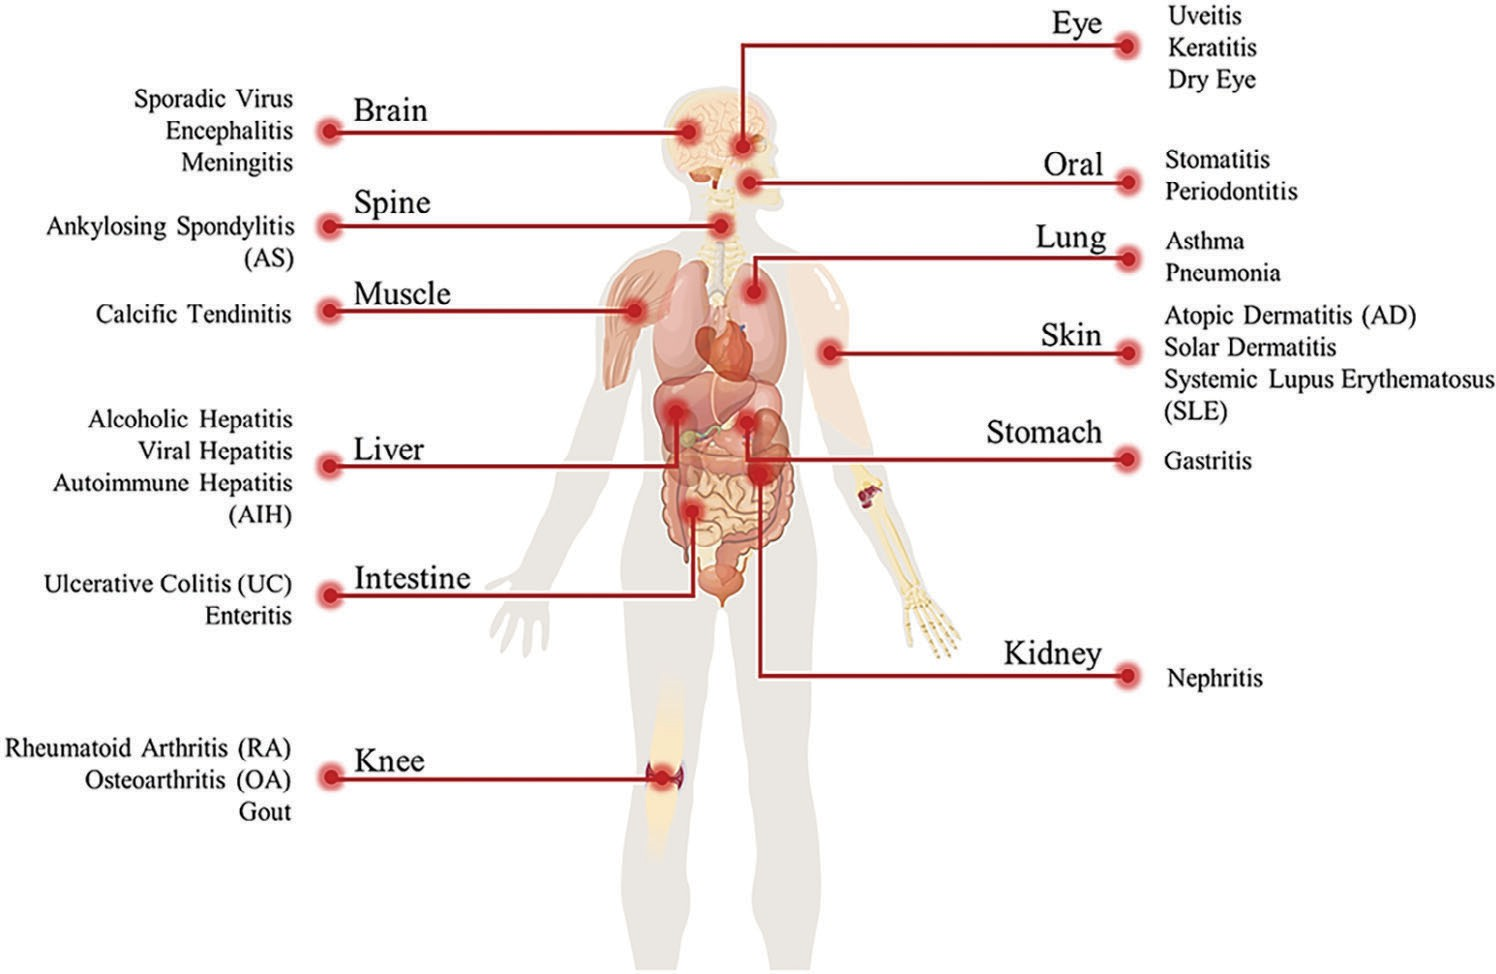 Eye
Uveitis
Keratitis
Dry Eye
Sporadic Virus
Encephalitis
Meningitis
Brain
Oral
Stomatitis
Periodontitis
Spine
Ankylosing Spondylitis
(AS)
Lung
Asthma
Pneumonia
Muscle
Calcific Tendinitis
Skin
Atopic Dermatitis (AD)
Solar Dermatitis
Systemic Lupus Erythematosus
(SLE)
Alcoholic Hepatitis
Viral Hepatitis
Autoimmune Hepatitis
(AIH)
Liver
Stomach
Gastritis
Intestine
Ulcerative Colitis (UC)
Enteritis
Kidney
Nephritis
Rheumatoid Arthritis (RA)
Osteoarthritis (OA)
Gout
Knee